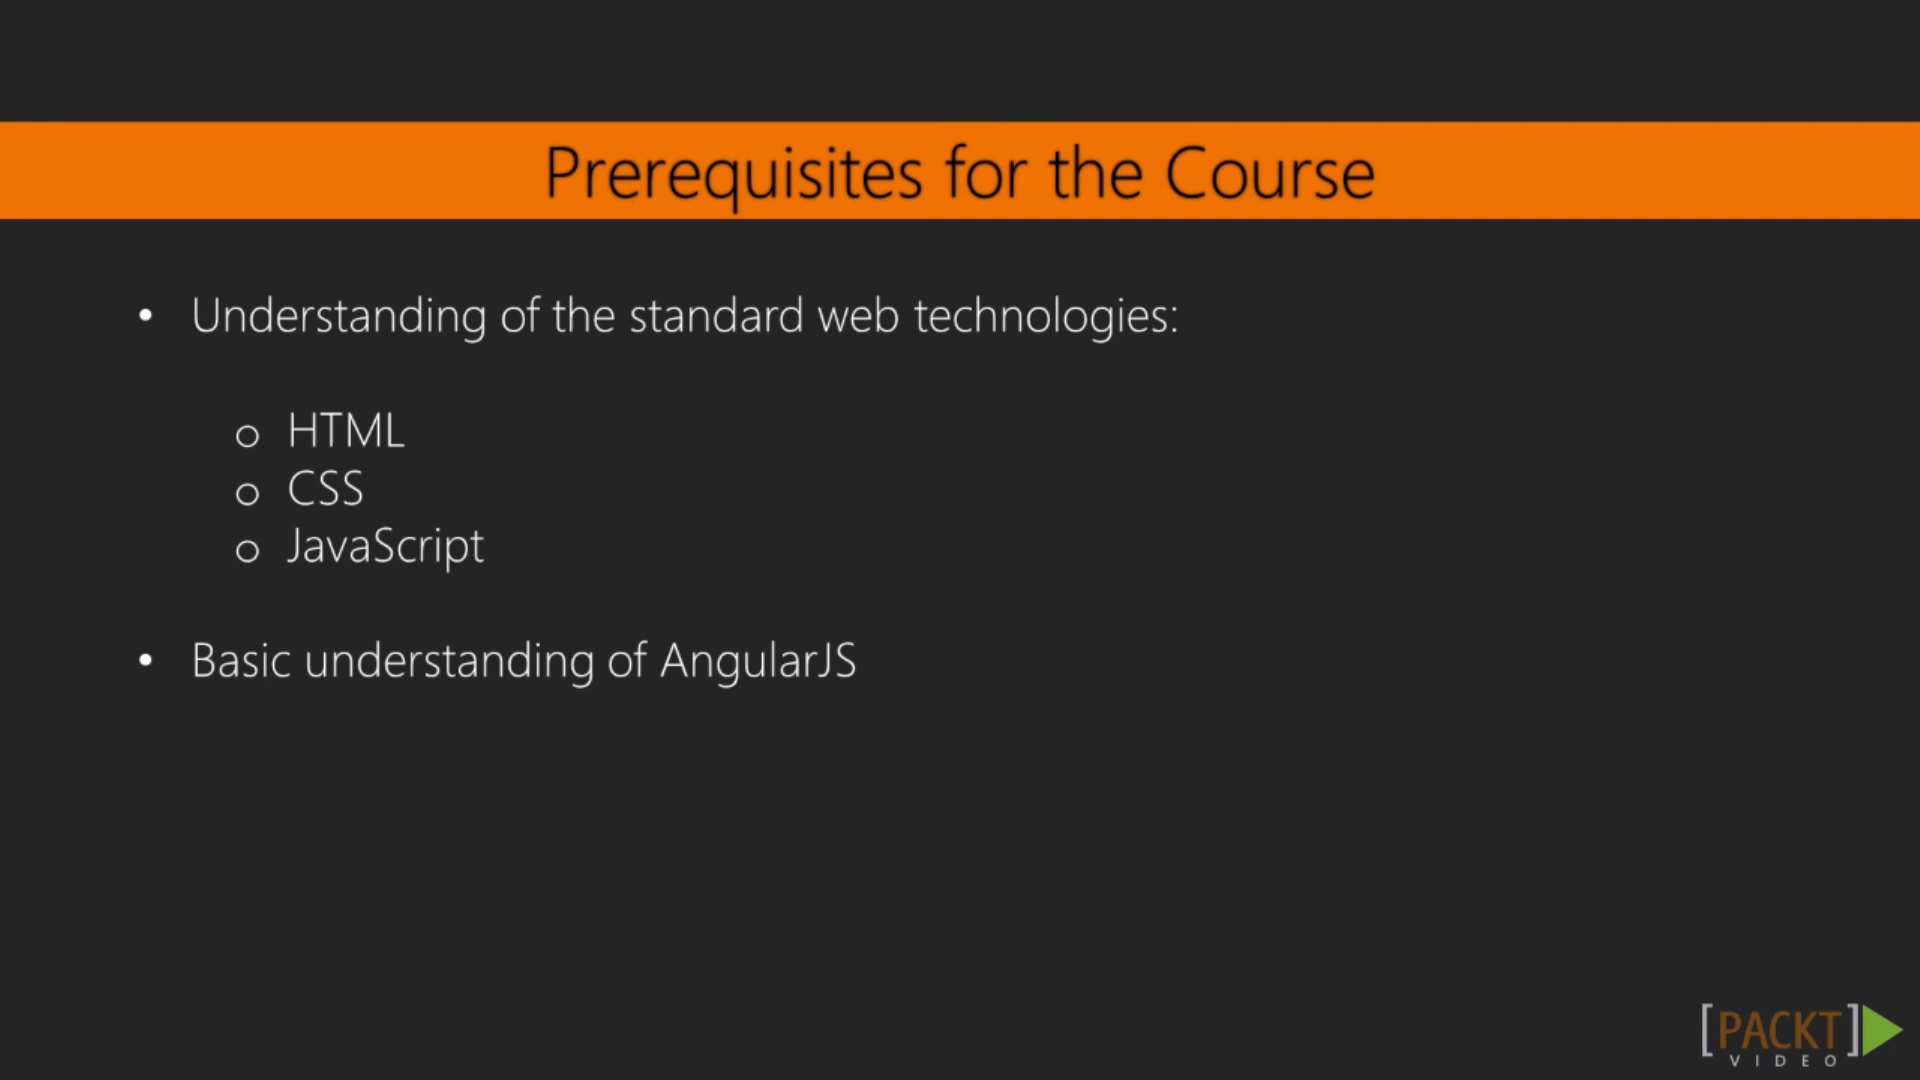 Prerequisites for the Course
• Understanding of the standard web technologies:
o HTML
o CSS
o JavaScript
• Basic understanding of AngularJS
[PACKT]
VIDEO